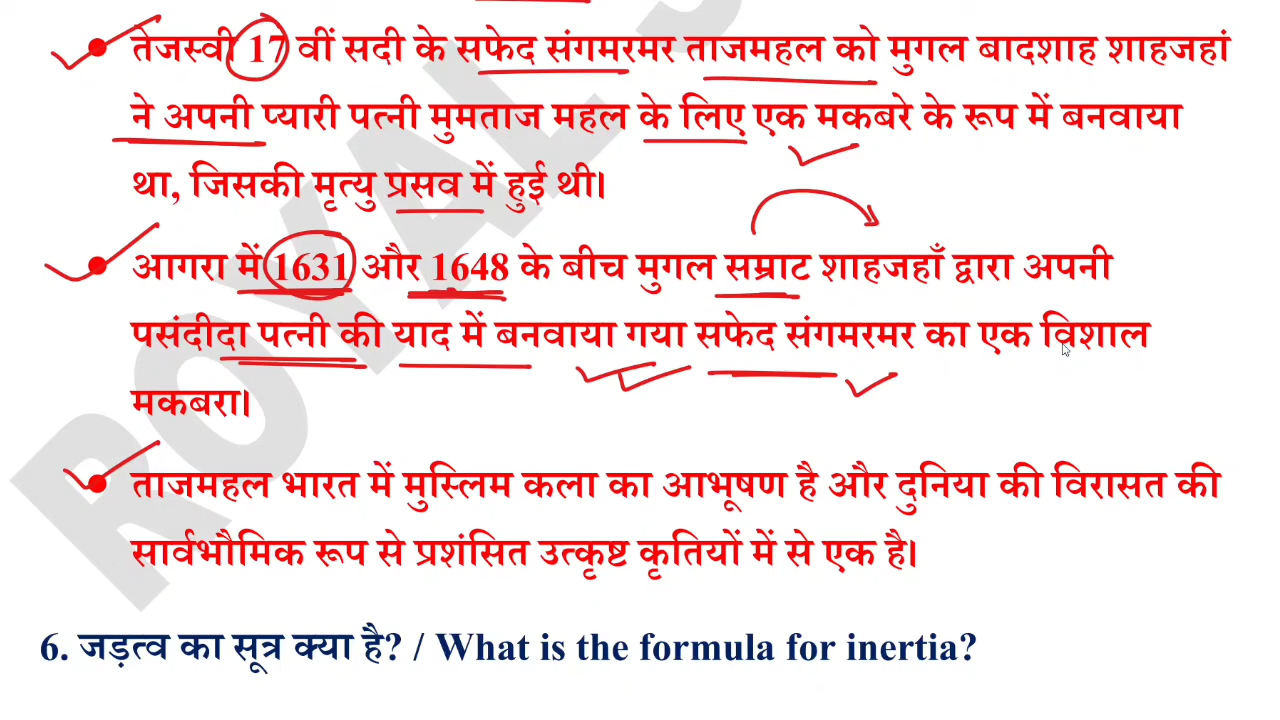 तेजस्वी 17 वीं सदी के सफेद संगमरमर ताजमहल को मुगल बादशाह शाहजहां
ने अपनी प्यारी पत्नी मुमताज महल के लिए एक मकबरे के रूप में बनवाया
था, जिसकी मृत्यु प्रसव में हुई थी।
आगरा में 1631 और 1648 के बीच मुगल सम्राट शाहजहाँ द्वारा अपनी
पसंदीदा पत्नी की याद में बनवाया गया सफेद संगमरमर का एक विशाल
मकबरा।
ताजमहल भारत में मुस्लिम कला का आभूषण है और दुनिया की विरासत की
सार्वभौमिक रूप से प्रशंसित उत्कृष्ट कृतियों में से एक है।
6. जड़त्व का सूत्र क्या है? / What is the formula for inertia?
ROYAL